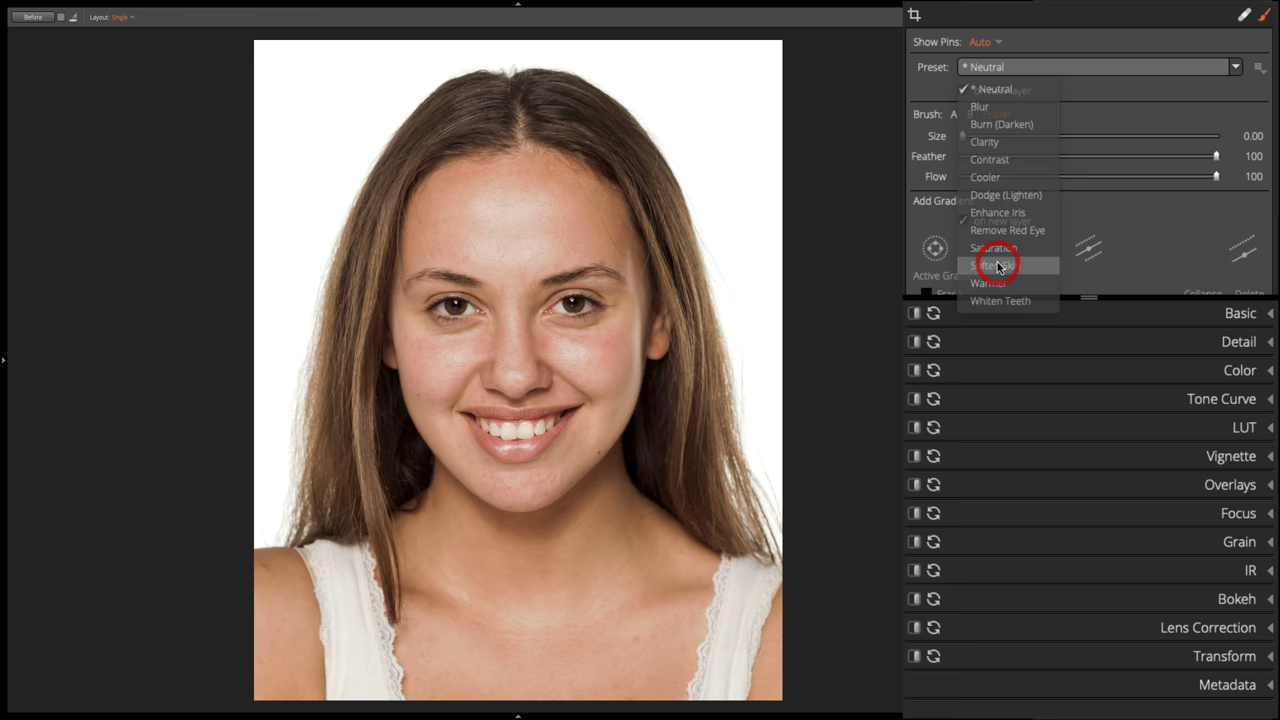 Before
Layout: Single
Show Pins: Auto
Preset: * Neutral
✓ * Neutral
Blur
Brush: A
Burn (Darken)
Size 0.00
Clarity
Feather 100
Contrast
Flow 100
Cooler
Dodge (Lighten)
Enhance Iris
Remove Red Eye
Saturation
Warmer
Whiten Teeth
Basic
Detail
Color
Tone Curve
LUT
Vignette
Overlays
Focus
Grain
IR
Bokeh
Lens Correction
Transform
Metadata